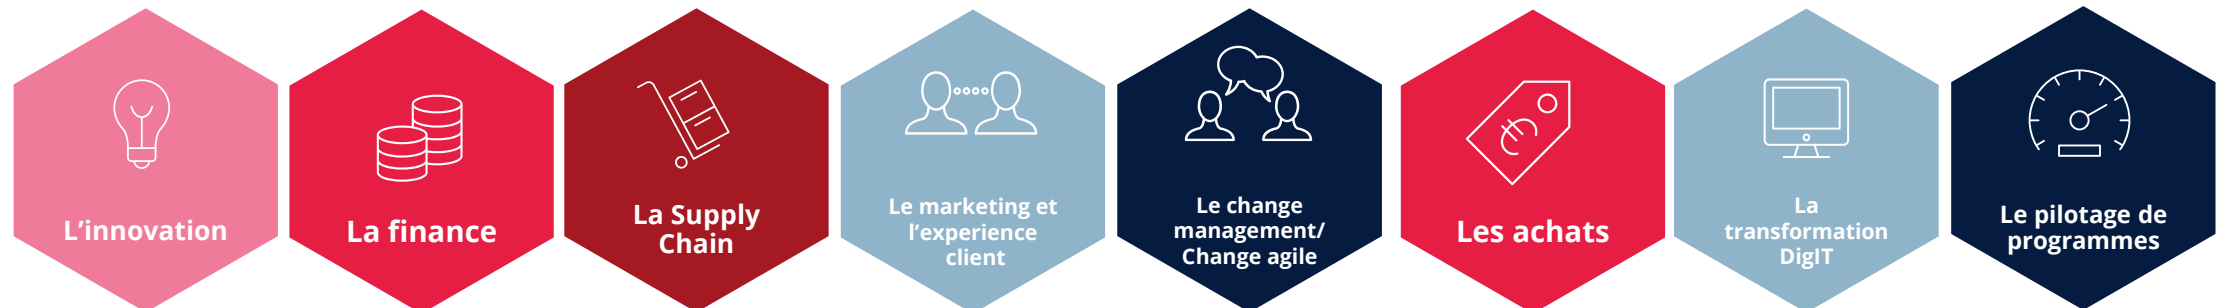 L’innovation
La finance
La Supply
Chain
Le marketing et
l’experience
client
Le change
management/
Change agile
Les achats
La
transformation
DigIT
Le pilotage de
programmes